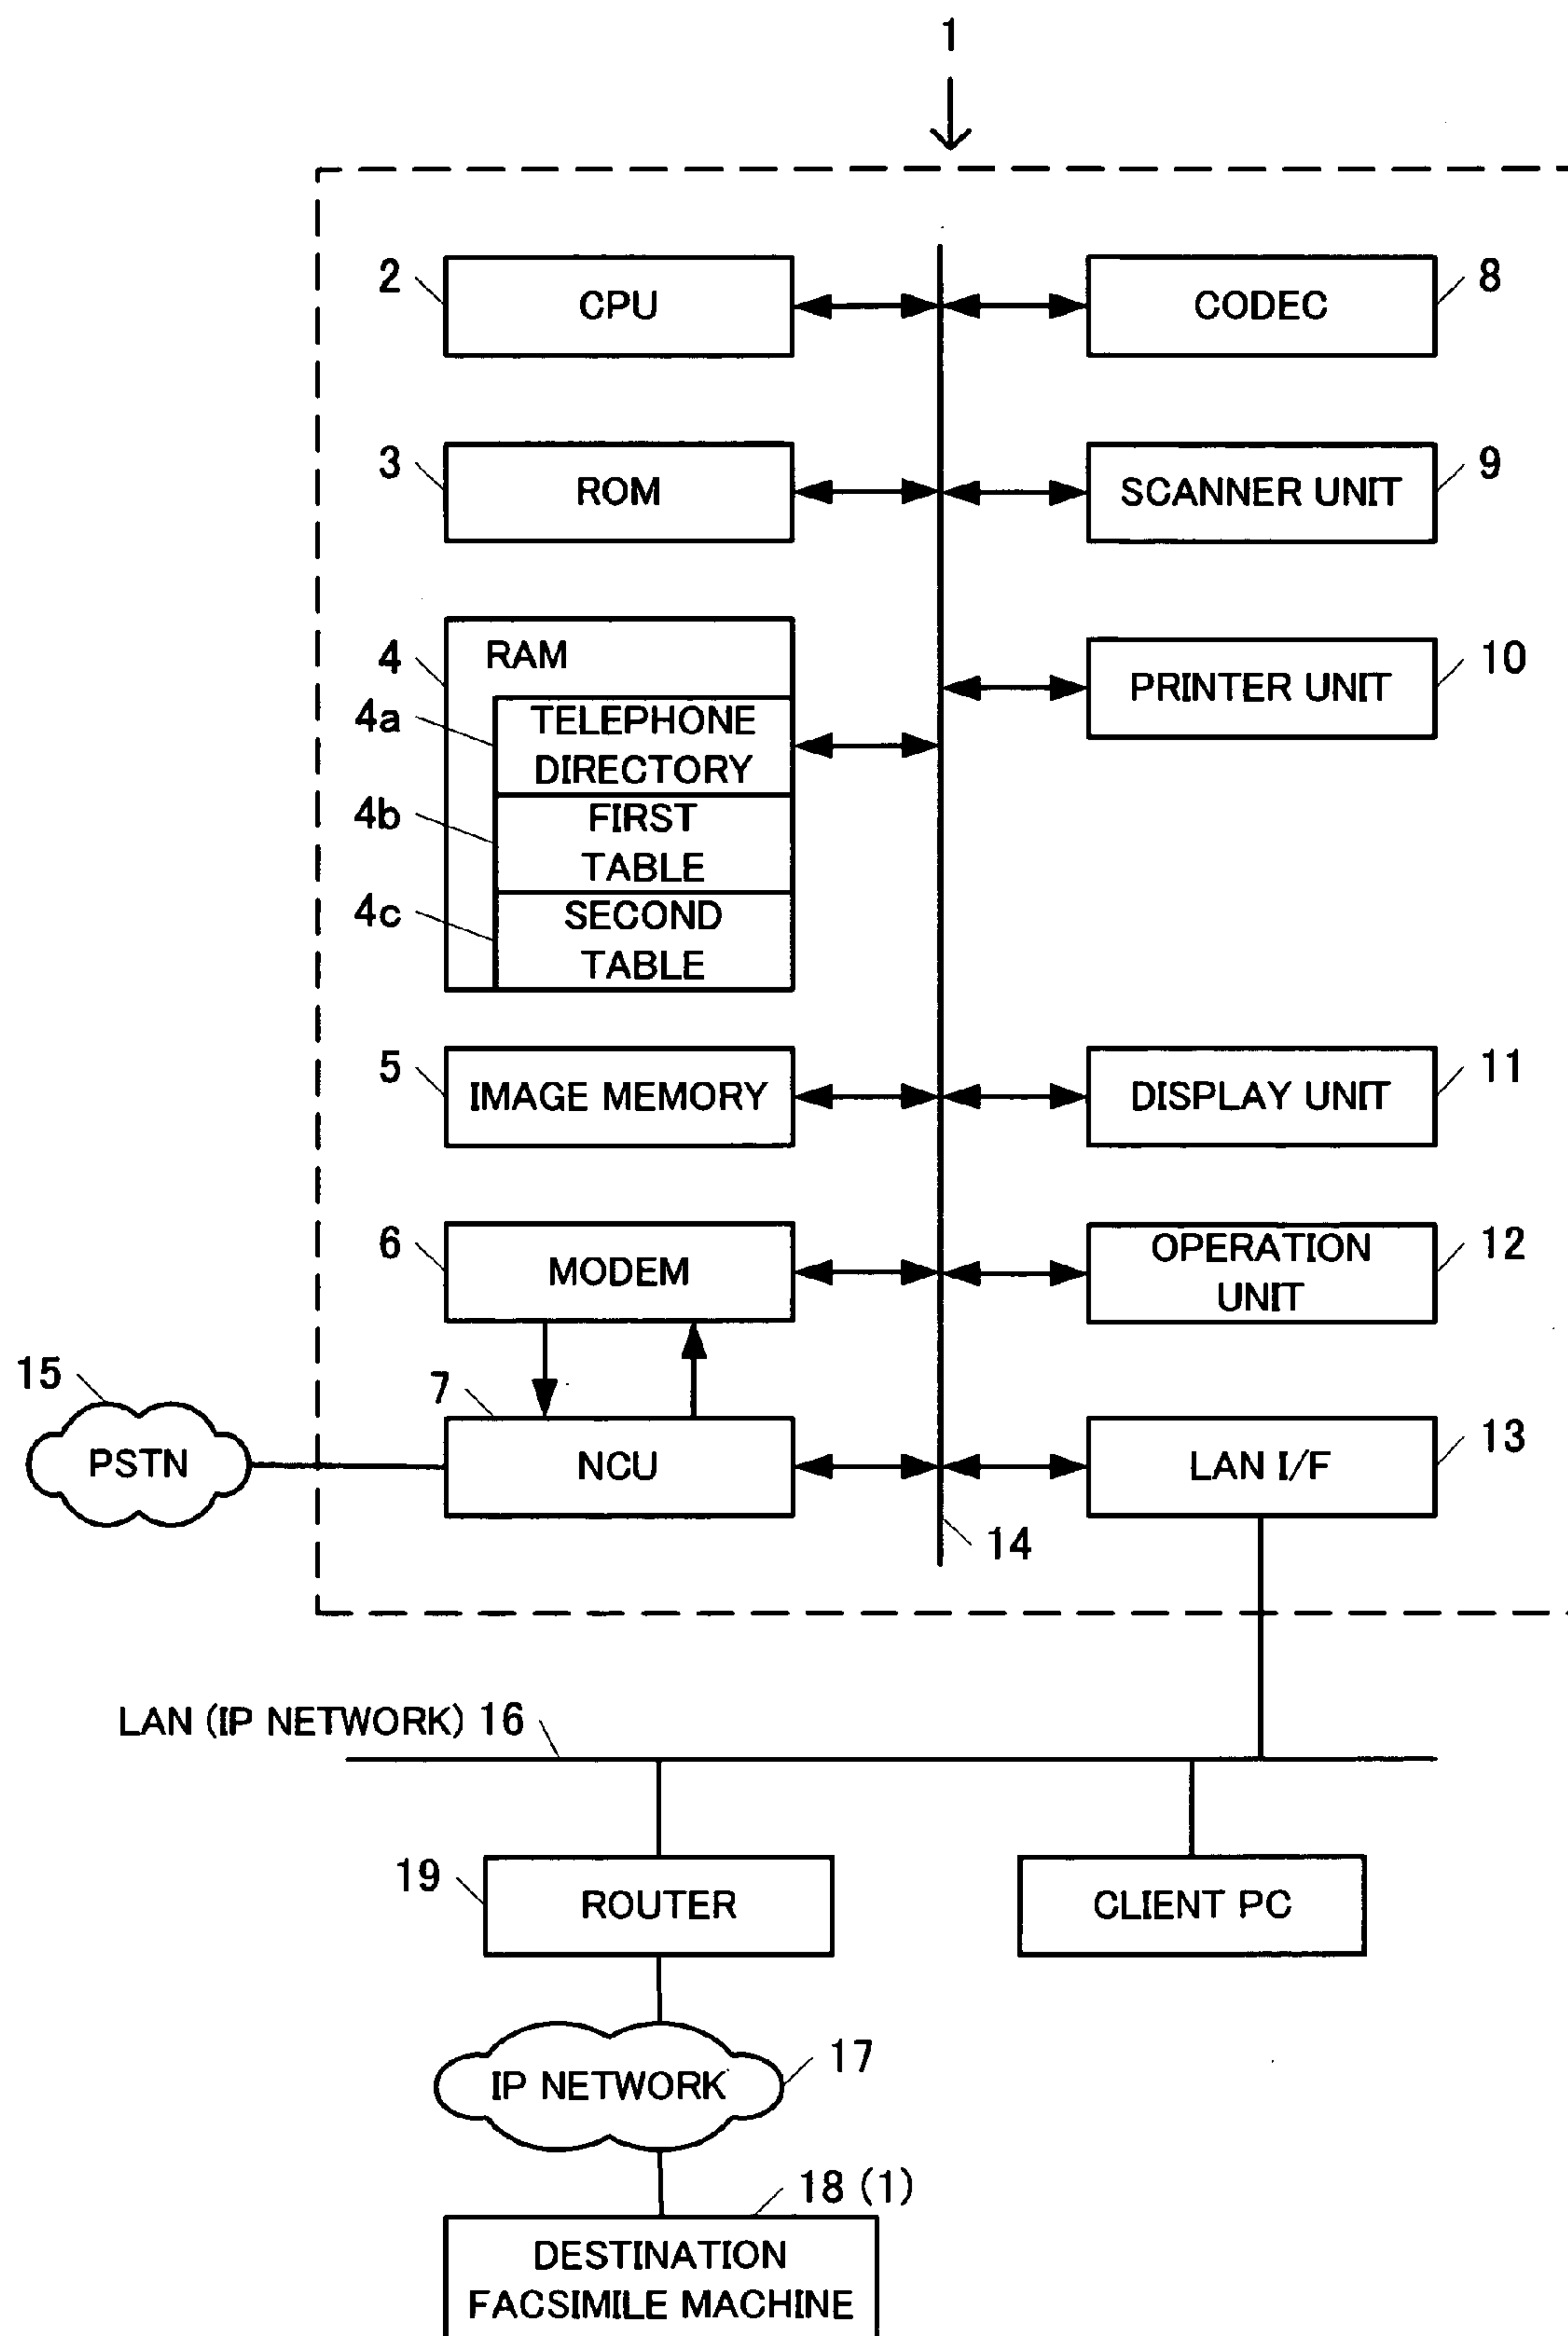 1
2
CPU
CODEC
8
3
ROM
SCANNER UNIT
9
4
RAM
4a
TELEPHONE
DIRECTORY
4b
FIRST
TABLE
4c
SECOND
TABLE
PRINTER UNIT
10
5
IMAGE MEMORY
DISPLAY UNIT
11
6
MODEM
OPERATION
UNIT
12
15
PSTN
7
NCU
LAN I/F
13
14
LAN (IP NETWORK) 16
19
ROUTER
CLIENT PC
IP NETWORK
17
18 (1)
DESTINATION
FACSIMILE MACHINE